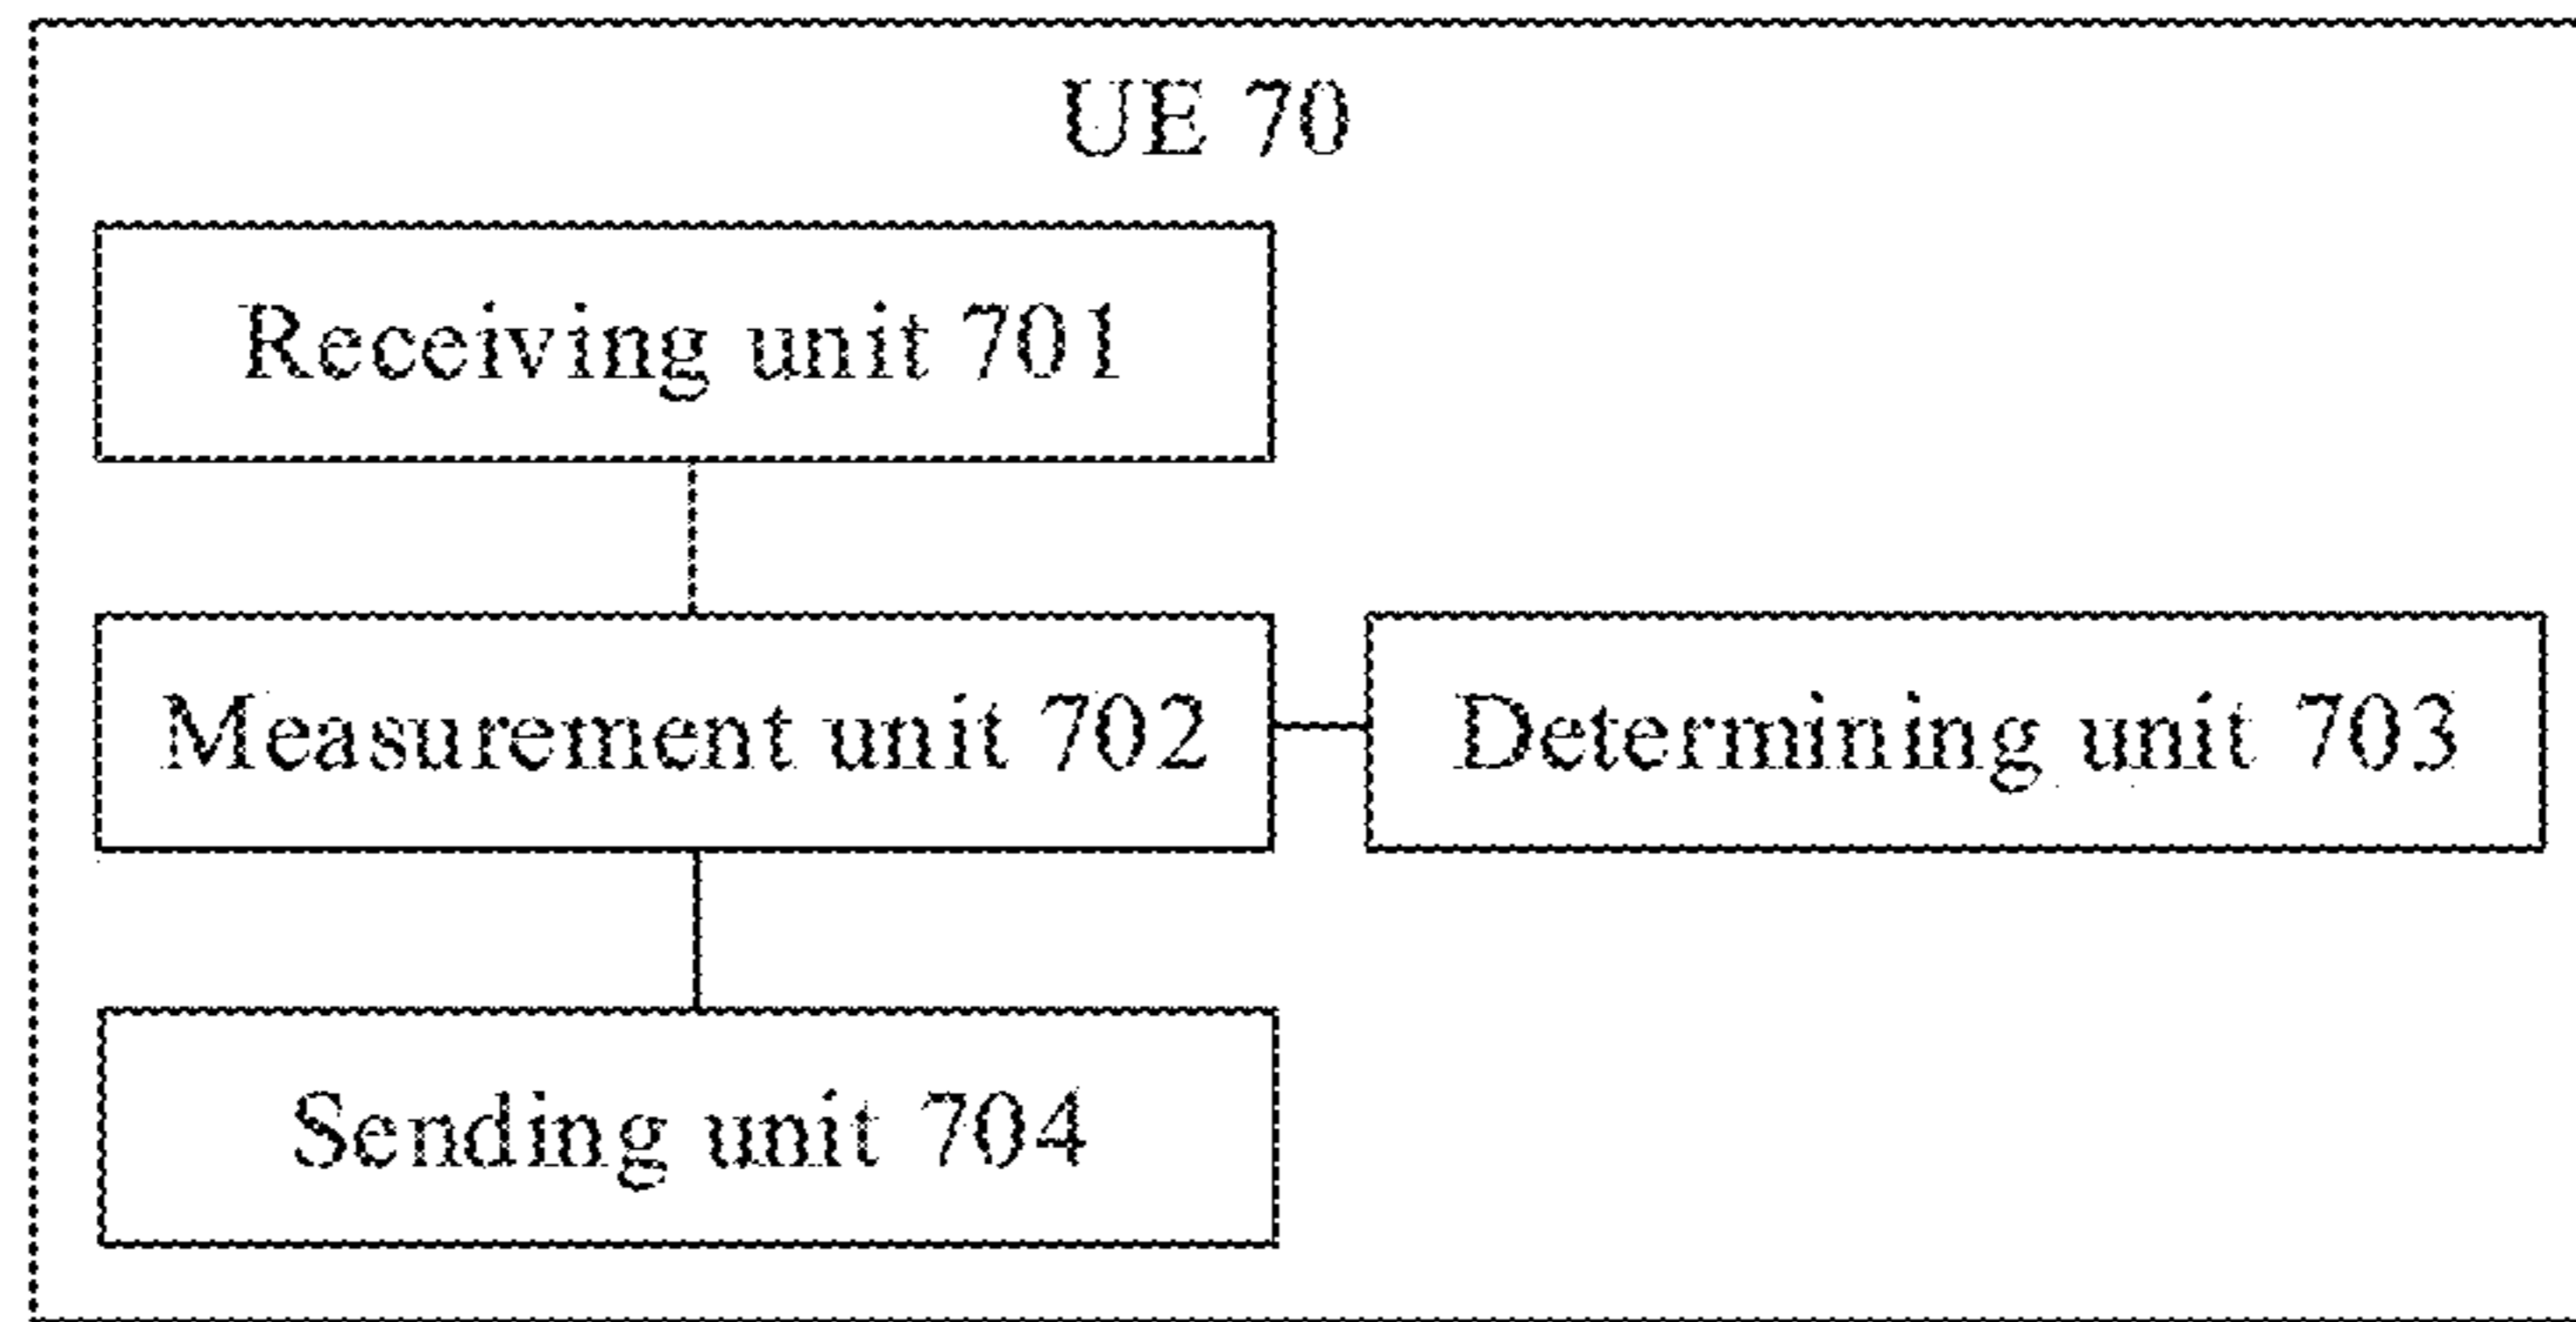 UE 70
Receiving unit 701
Measurement unit 702
Determining unit 703
Sending unit 704